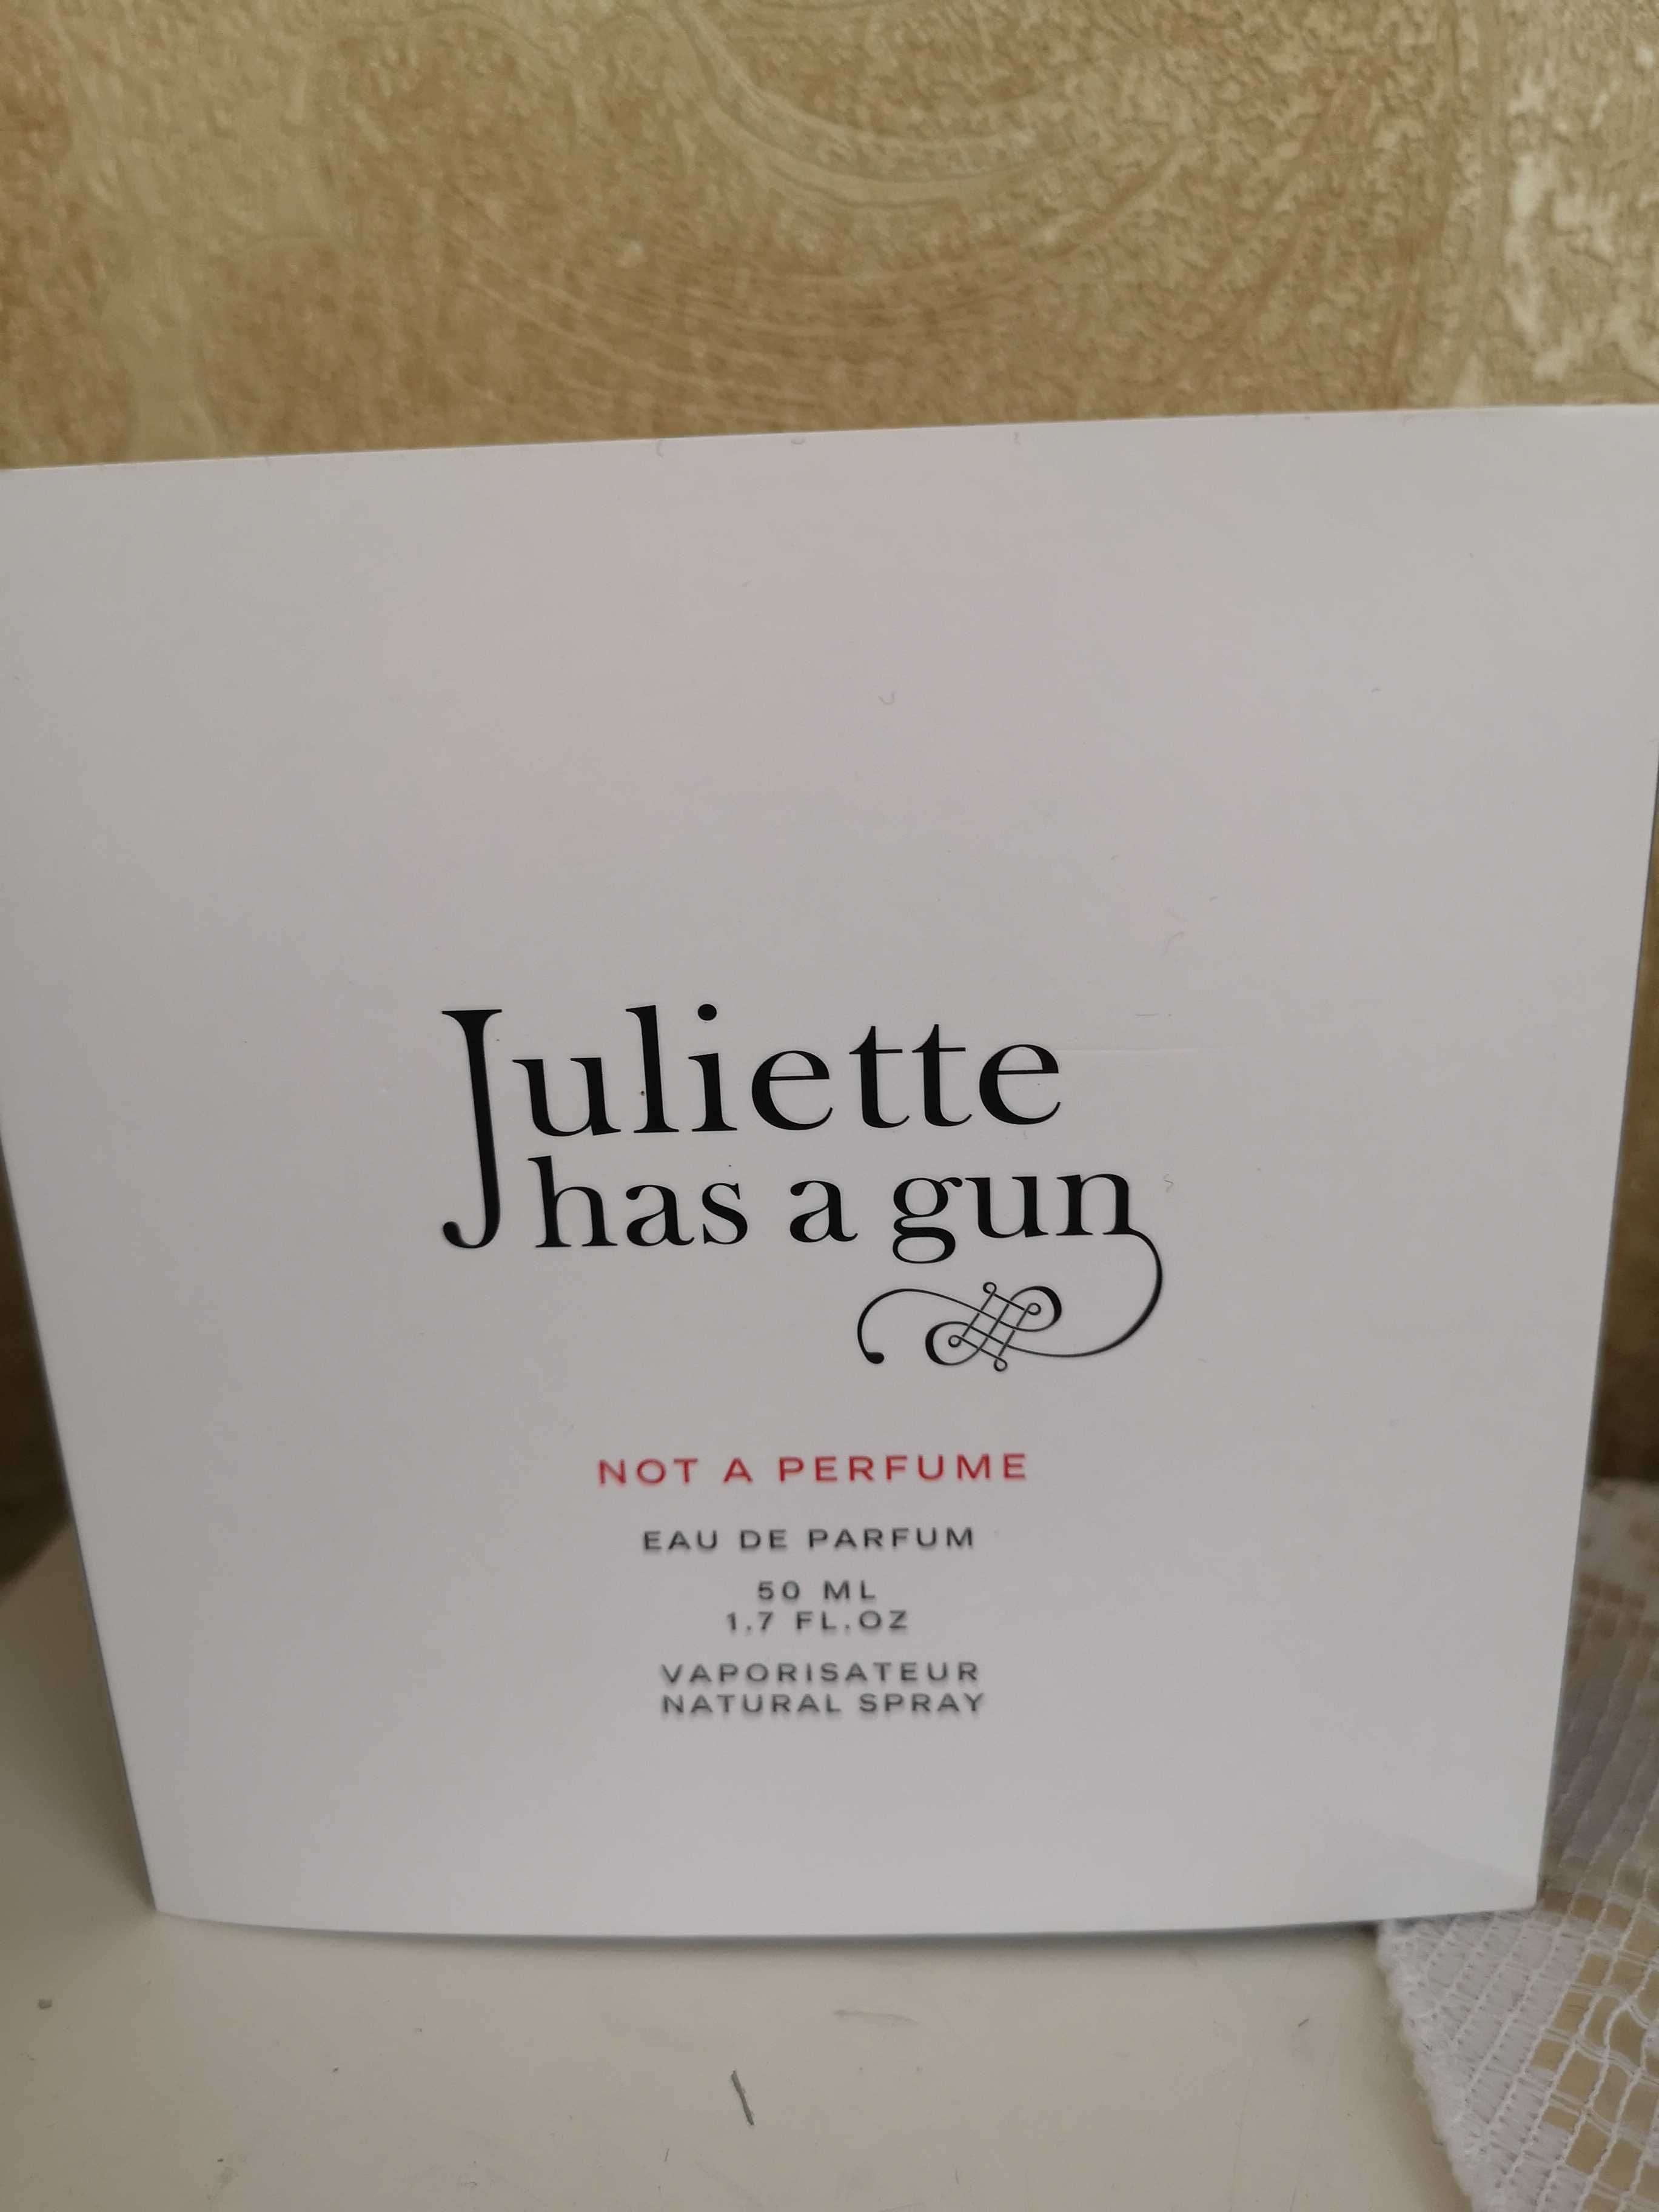 Juliette
has a gun
NOT A PERFUME
EAU DE PARFUM
50 ML
1.7 FL.OZ
VAPORISATEUR
NATURAL SPRAY